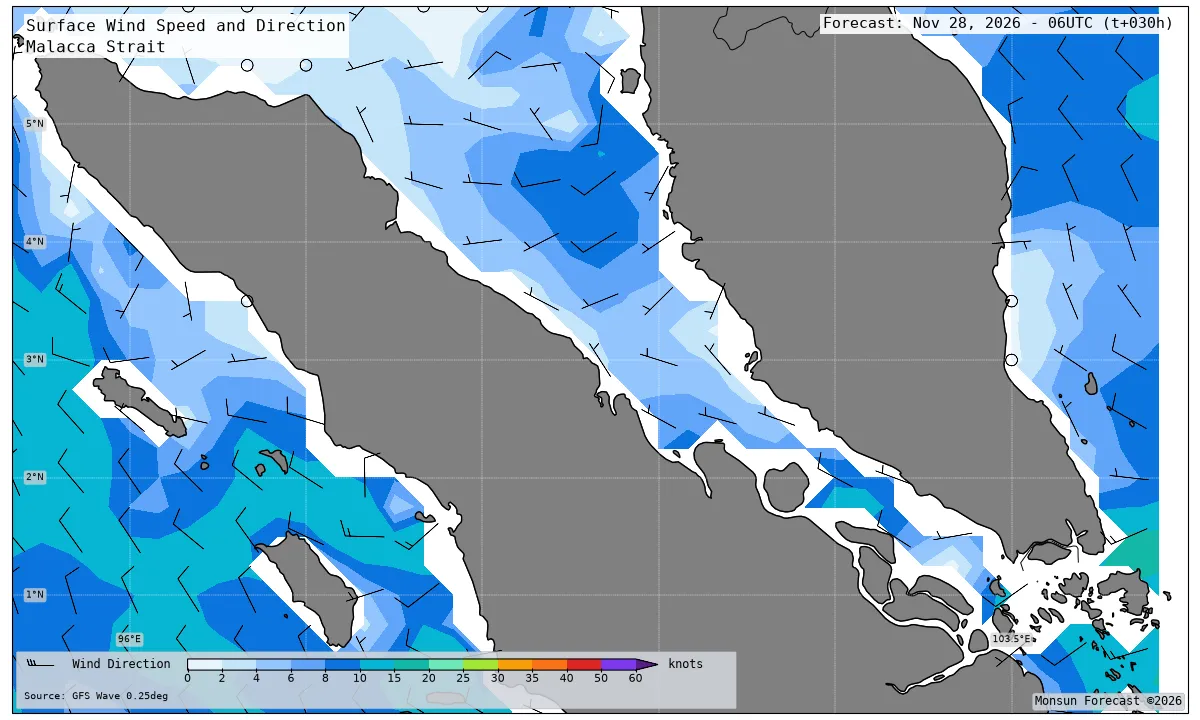 Surface Wind Speed and Direction
Malacca Strait
Forecast: Nov 28, 2026 - 06UTC (t+030h)
5°N
4°N
3°N
2°N
1°N
96°E
103.5°E
Wind Direction
0 2 4 6 8 10 15 20 25 30 35 40 50 60
knots
Source: GFS Wave 0.25deg
Monsun Forecast ©2026